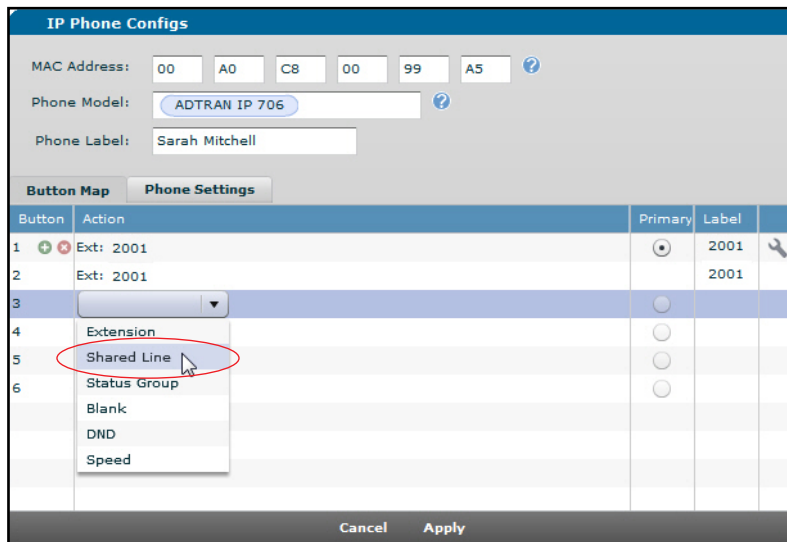 IP Phone Configs
MAC Address: 00 A0 C8 00 99 A5 ?
Phone Model: ADTRAN IP 706 ?
Phone Label: Sarah Mitchell
Button Map Phone Settings
Button Action Primary Label
1 Ext: 2001 2001
2 Ext: 2001 2001
3
4 Extension
5 Shared Line
6 Status Group
Blank
DND
Speed
Cancel Apply